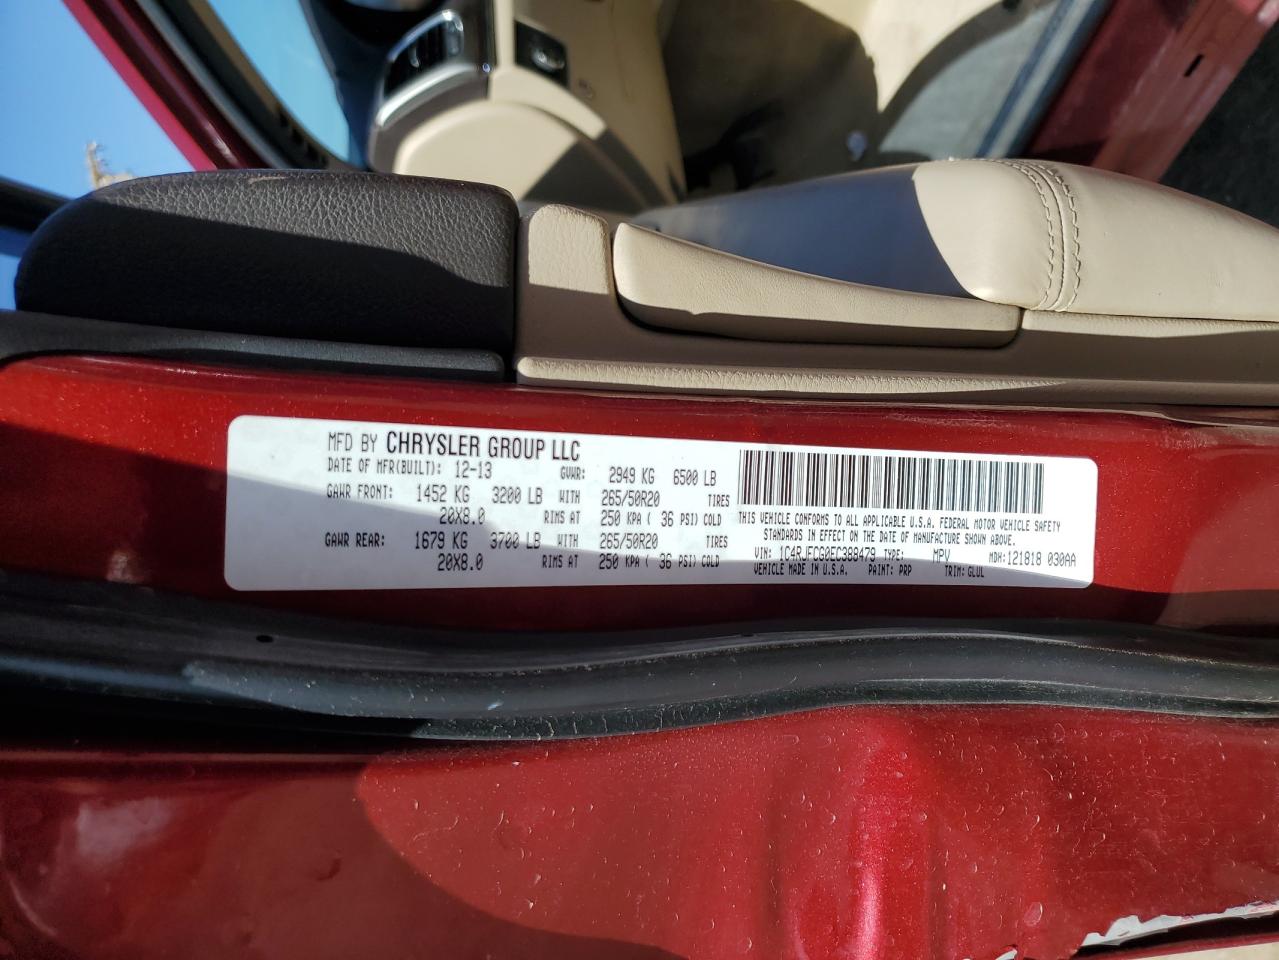 MFD BY CHRYSLER GROUP LLC
DATE OF MFR(BUILT): 12-13 GVWR: 2949 KG 6500 LB
GAWR FRONT: 1452 KG 3200 LB WITH 265/50R20 TIRES
20X8.0 RIMS AT 250 KPA ( 36 PSI) COLD
GAWR REAR: 1679 KG 3700 LB WITH 265/50R20 TIRES
20X8.0 RIMS AT 250 KPA ( 36 PSI) COLD
THIS VEHICLE CONFORMS TO ALL APPLICABLE U.S.A. FEDERAL MOTOR VEHICLE SAFETY
STANDARDS IN EFFECT ON THE DATE OF MANUFACTURE SHOWN ABOVE.
VIN: 1C4RJFCG0EC388479 TYPE: MPV MDH:121818 030AA
VEHICLE MADE IN U.S.A. PAINT: PRP TRIM: GLUL